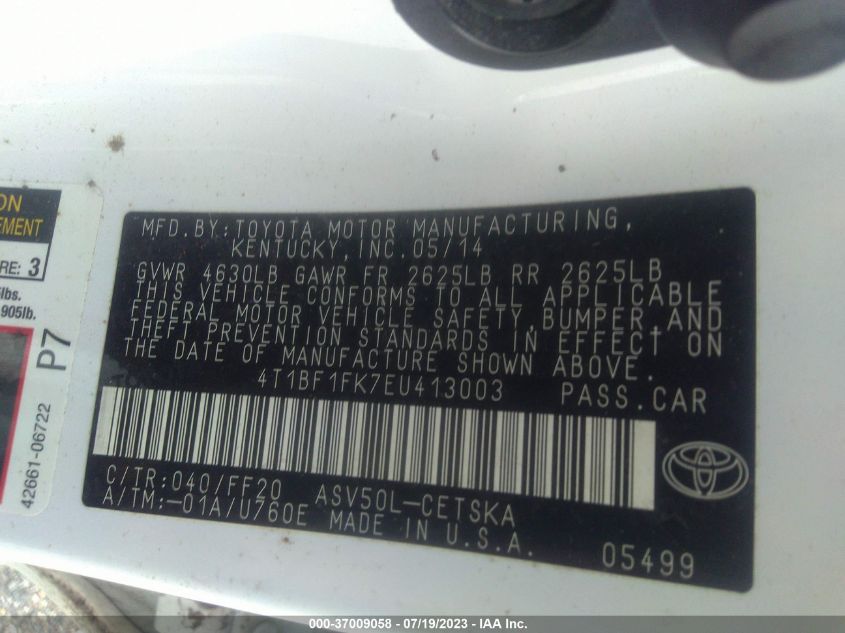 ON
EMENT
RE: 3
lbs.
905lb.
P7
42661-06722
MFD.BY:TOYOTA MOTOR MANUFACTURING,
KENTUCKY,INC.05/14
GVWR 4630LB GAWR FR 2625LB RR 2625LB
THIS VEHICLE CONFORMS TO ALL APPLICABLE
FEDERAL MOTOR VEHICLE SAFETY,BUMPER,AND
THEFT PREVENTION STANDARDS IN EFFECT ON
THE DATE OF MANUFACTURE SHOWN ABOVE.
4T1BF1FK7EU413003 PASS.CAR
C/TR:040/FF20 ASV50L-CETSKA
A/TM:-01A/U760E MADE IN U.S.A.
05499
000-37009058 - 07/19/2023 - IAA Inc.